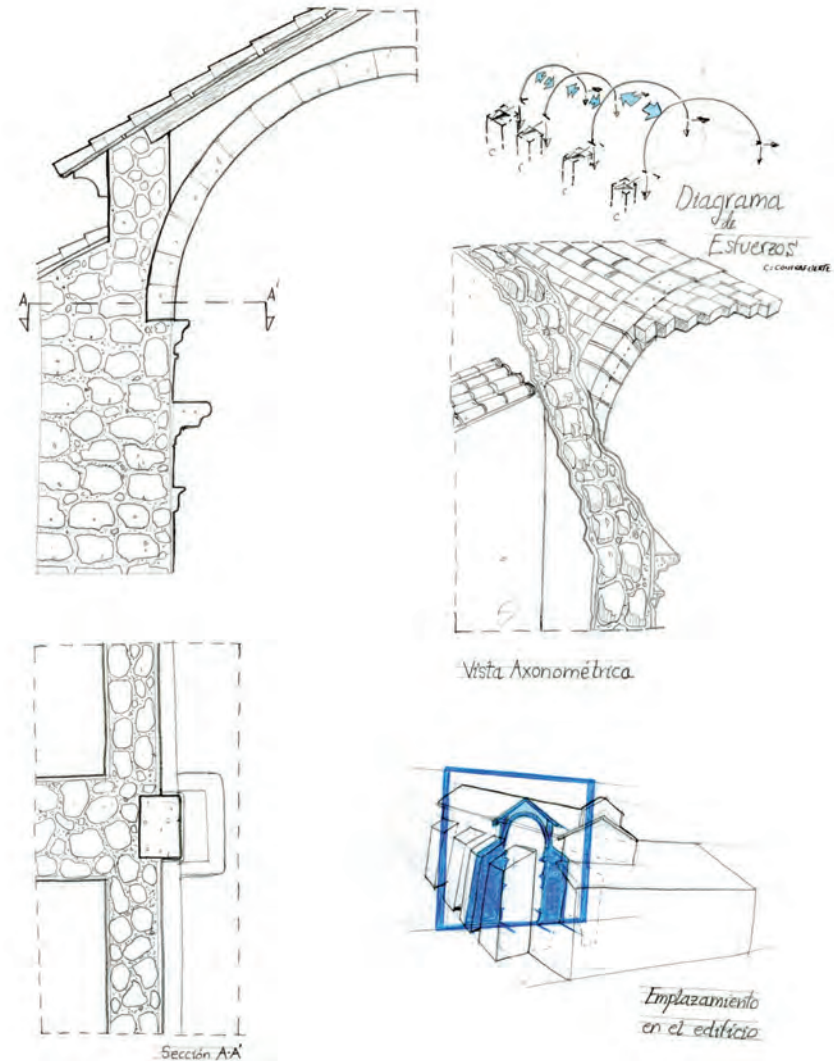 A
A'
c
c
c
c
Diagrama
de
Esfuerzos
Vista Axonométrica
Sección A-A'
Emplazamiento
en el edificio